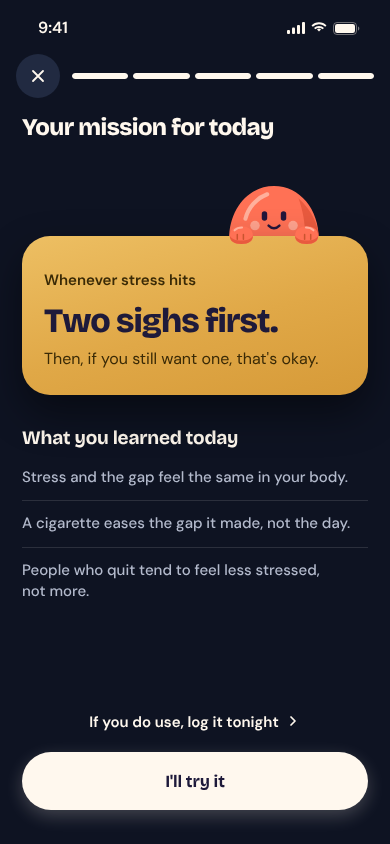 9:41
Your mission for today
Whenever stress hits
Two sighs first.
Then, if you still want one, that's okay.
What you learned today
Stress and the gap feel the same in your body.
A cigarette eases the gap it made, not the day.
People who quit tend to feel less stressed,
not more.
If you do use, log it tonight
I'll try it